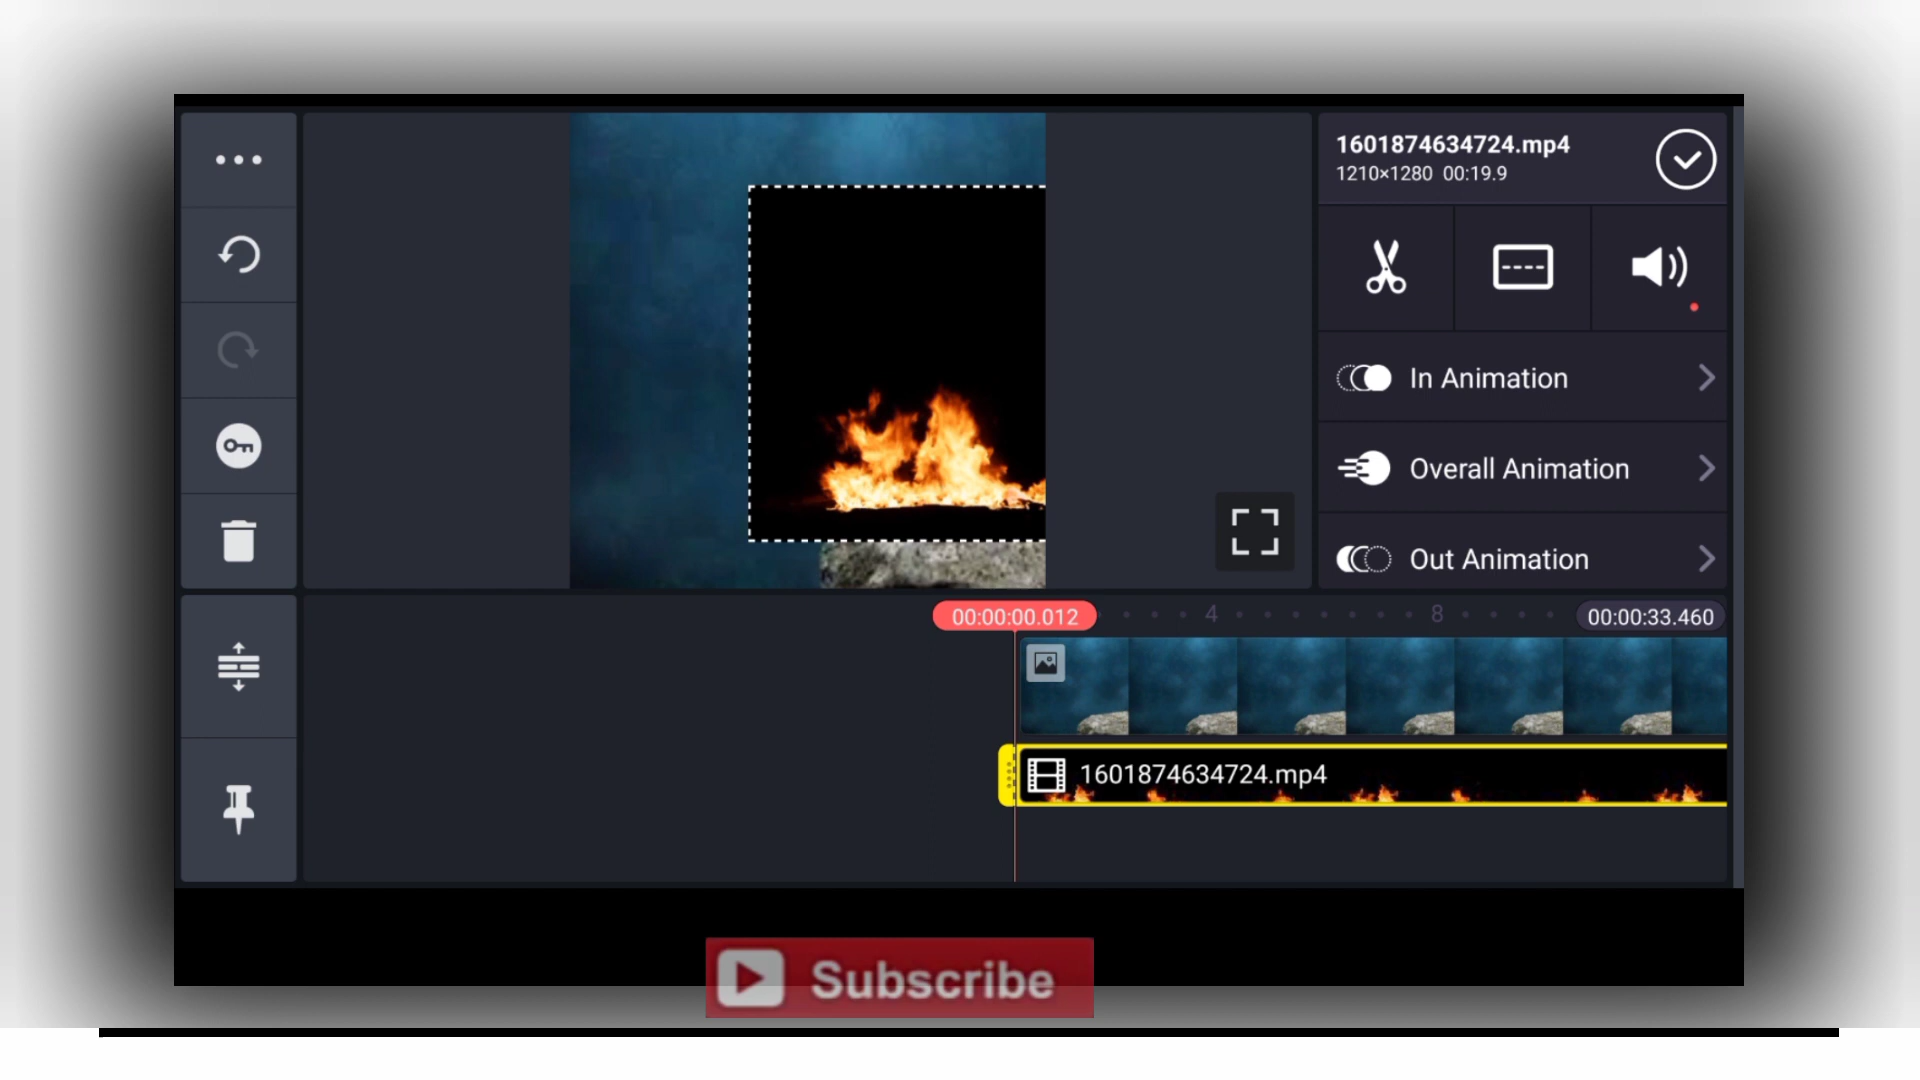 1601874634724.mp4
1210×1280 00:19.9
In Animation
Overall Animation
Out Animation
00:00:00.012
4
8
00:00:33.460
1601874634724.mp4
Subscribe